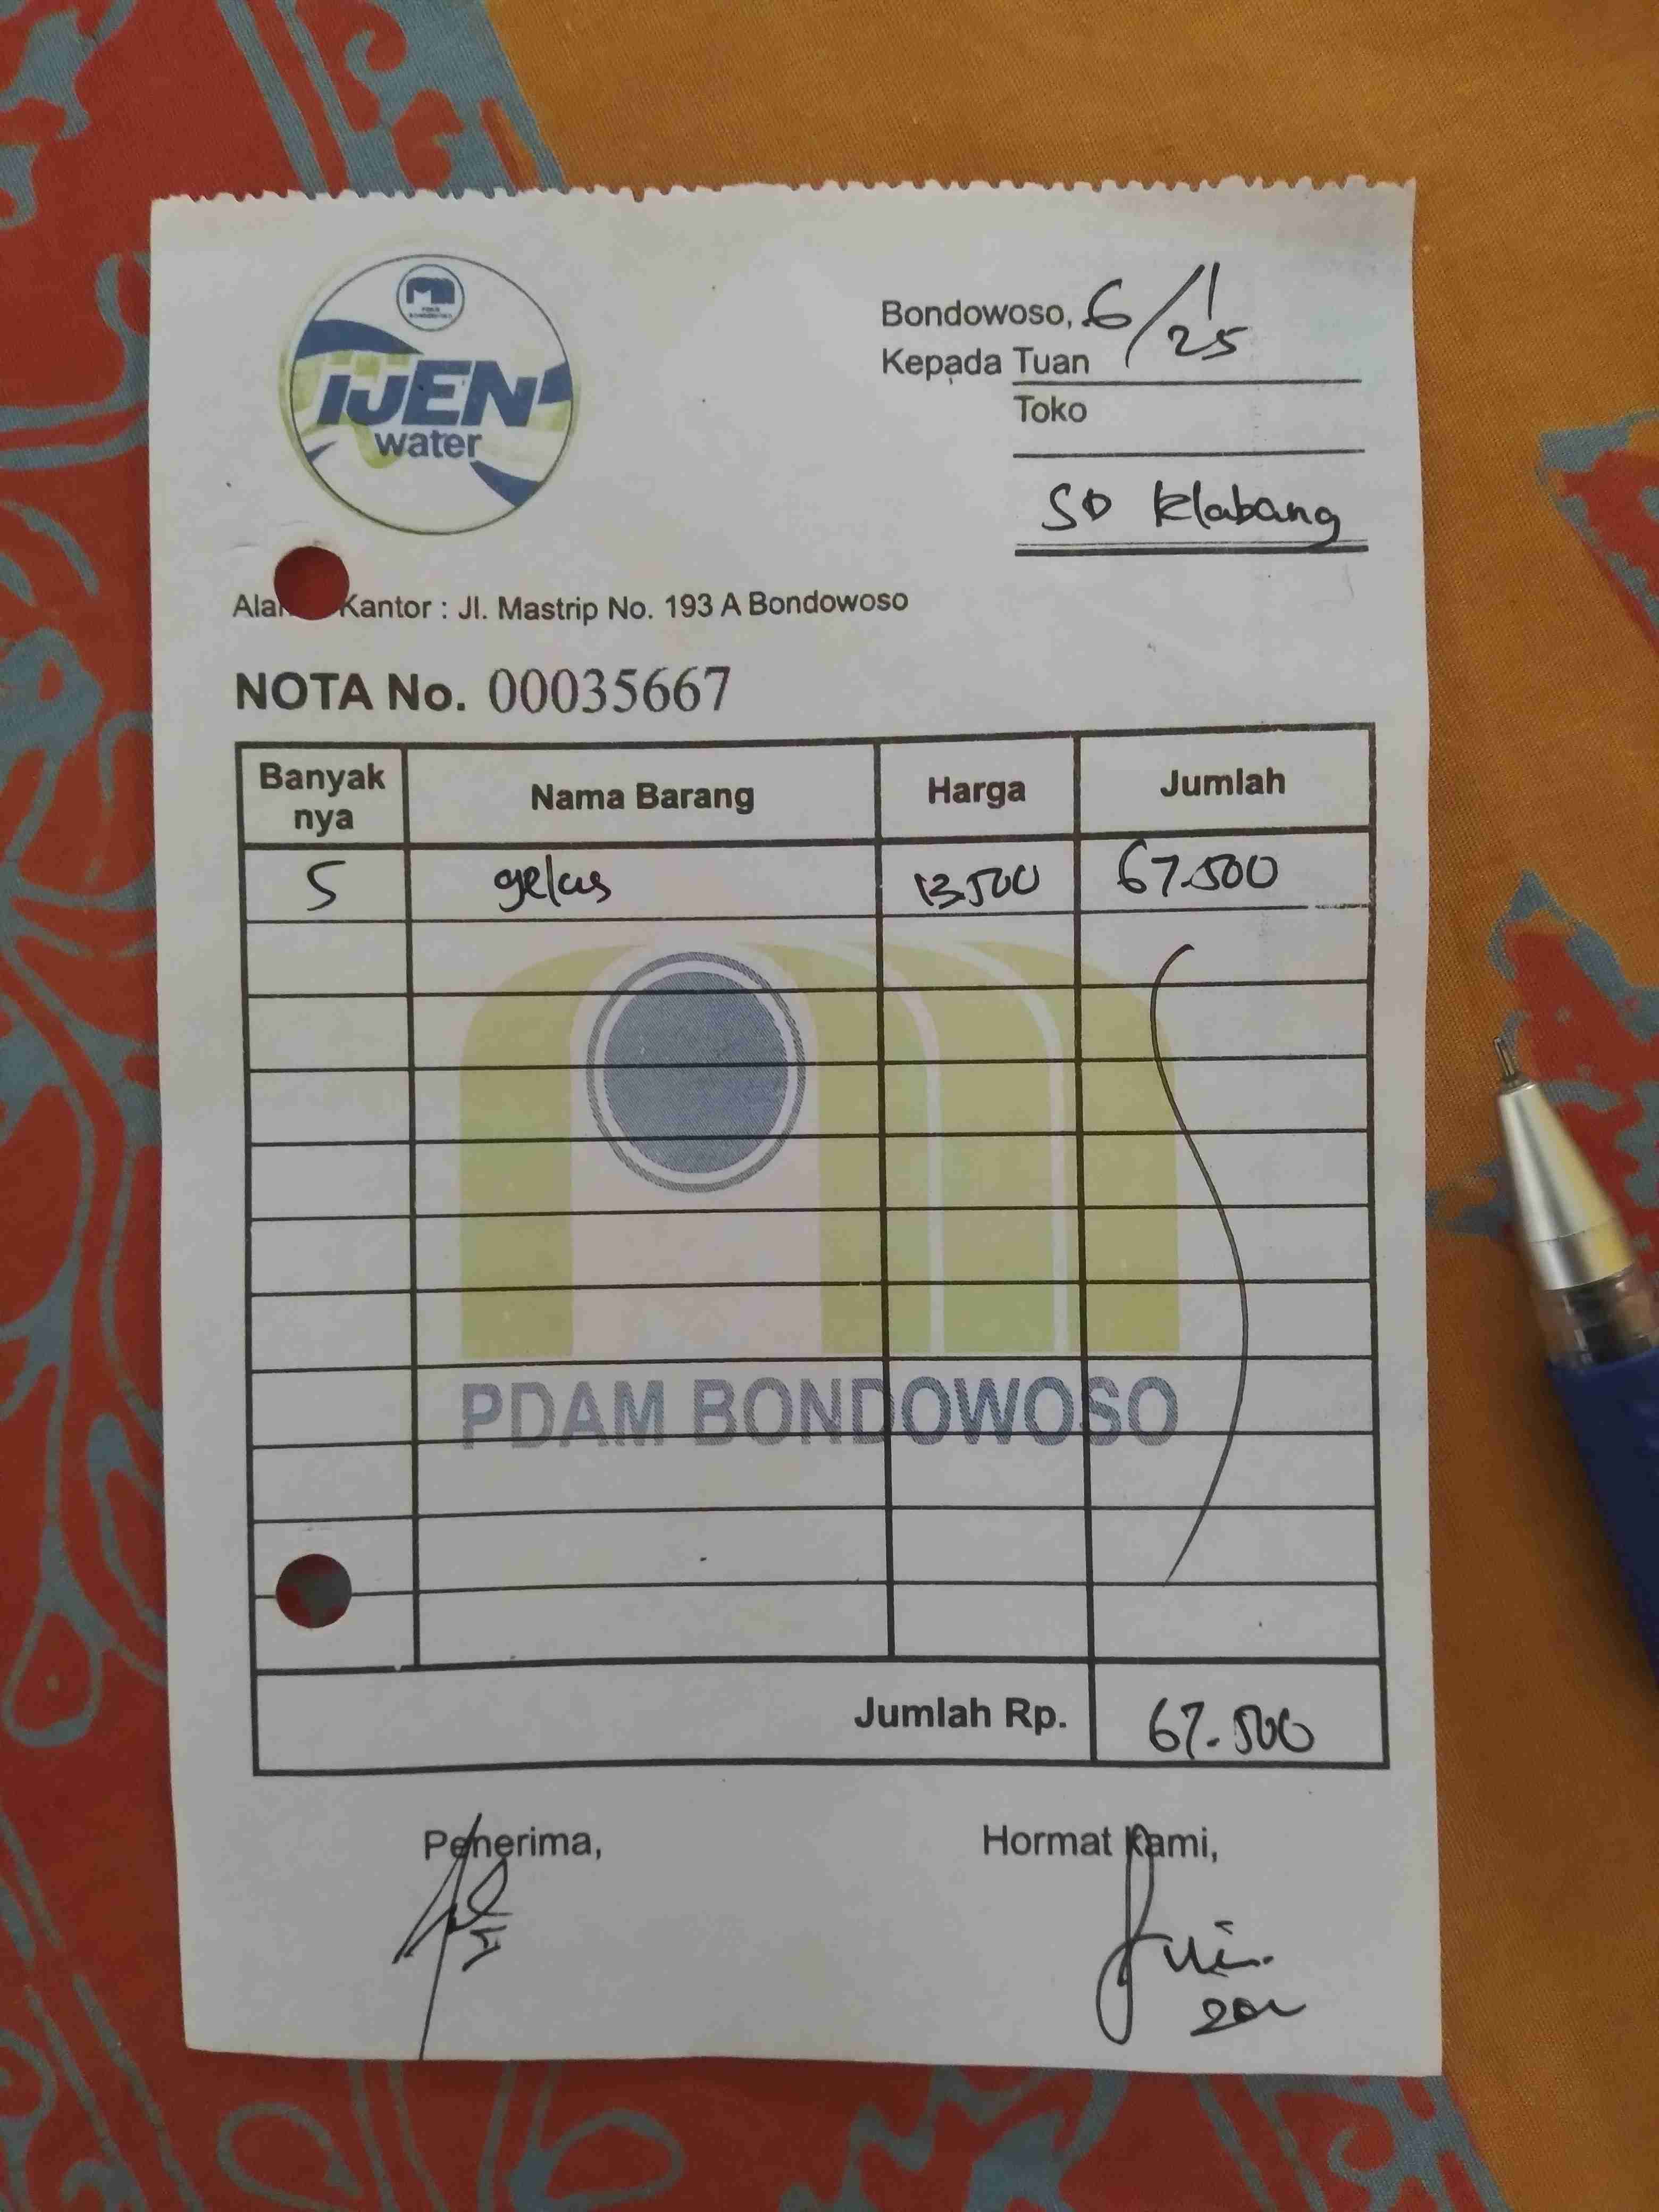 IJEN
water
Bondowoso, 6/1
25
Kepada Tuan
Toko
SD Klabang
Kantor : Jl. Mastrip No. 193 A Bondowoso
NOTA No. 00035667
Banyak nya Nama Barang Harga Jumlah
5 gelas 13.500 67.500
PDAM BONDOWOSO
Jumlah Rp. 67.500
Penerima, Hormat Kami,